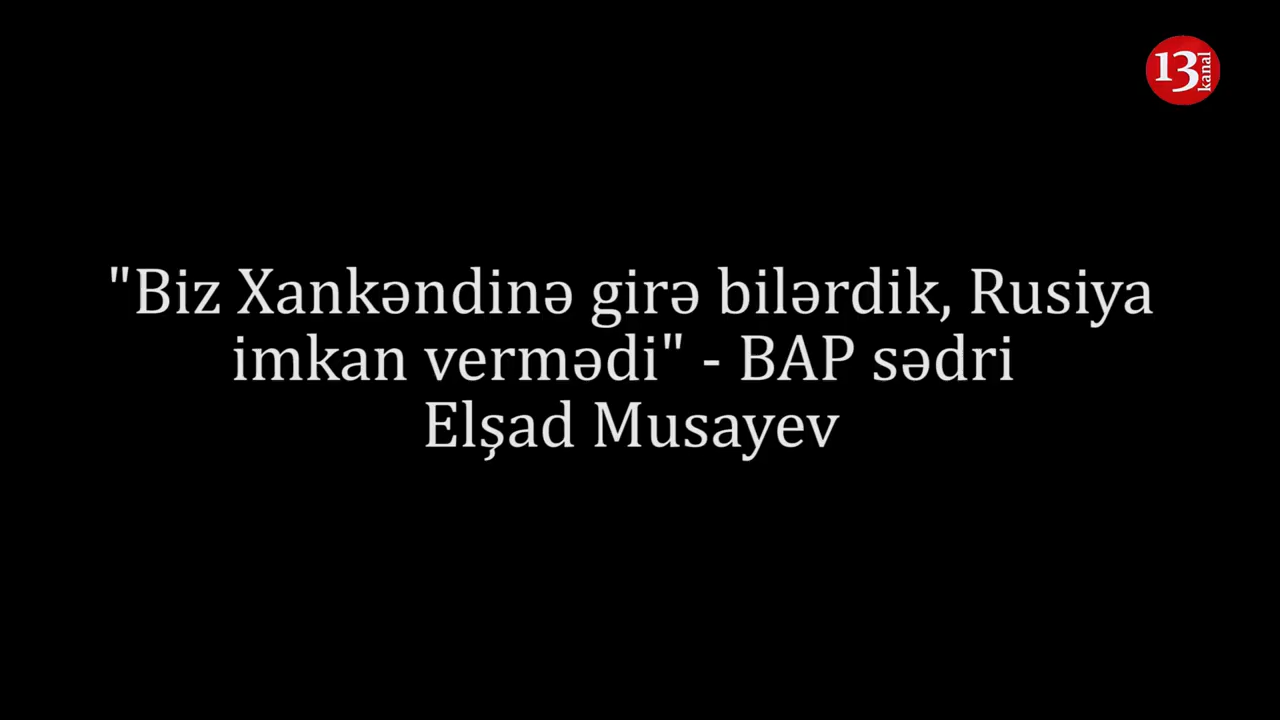 13 kanal
"Biz Xankəndinə girə bilərdik, Rusiya
imkan vermədi" - BAP sədri
Elşad Musayev